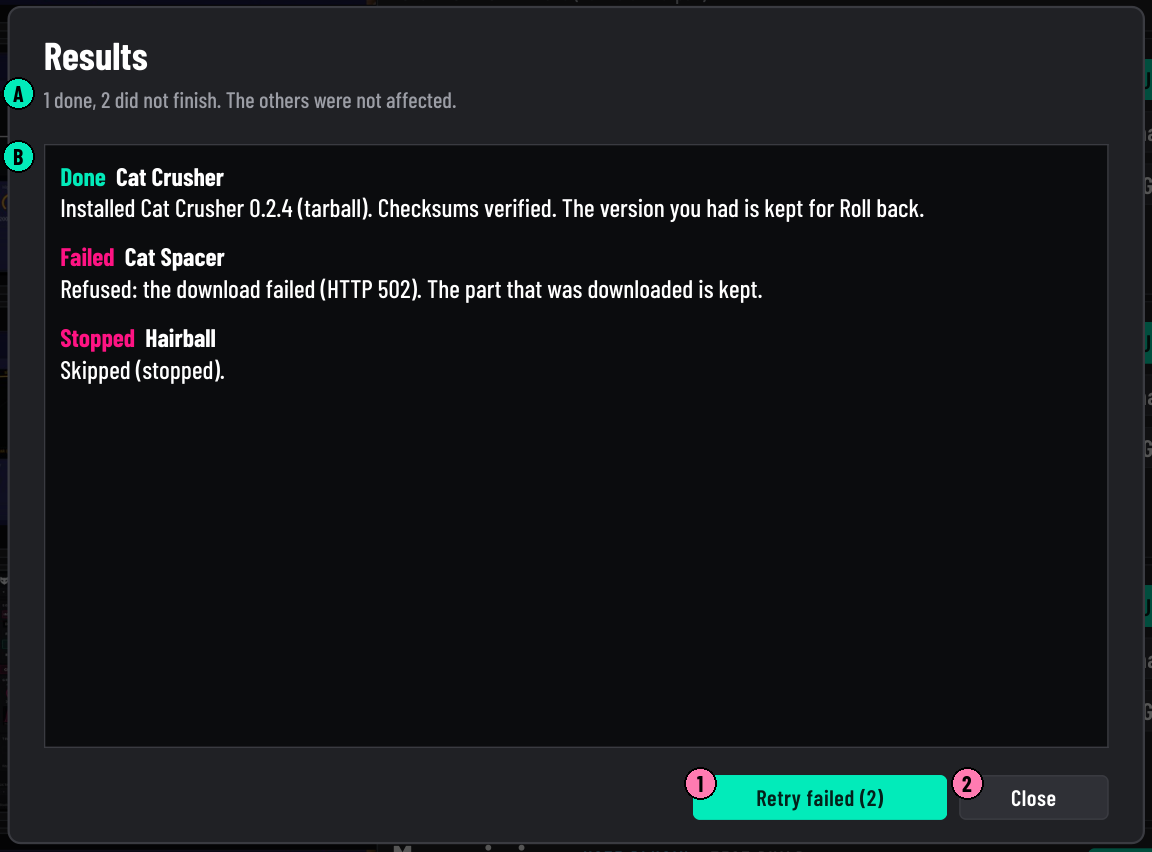 Results
A
1 done, 2 did not finish. The others were not affected.
B
Done Cat Crusher
Installed Cat Crusher 0.2.4 (tarball). Checksums verified. The version you had is kept for Roll back.
Failed Cat Spacer
Refused: the download failed (HTTP 502). The part that was downloaded is kept.
Stopped Hairball
Skipped (stopped).
1 Retry failed (2)
2 Close